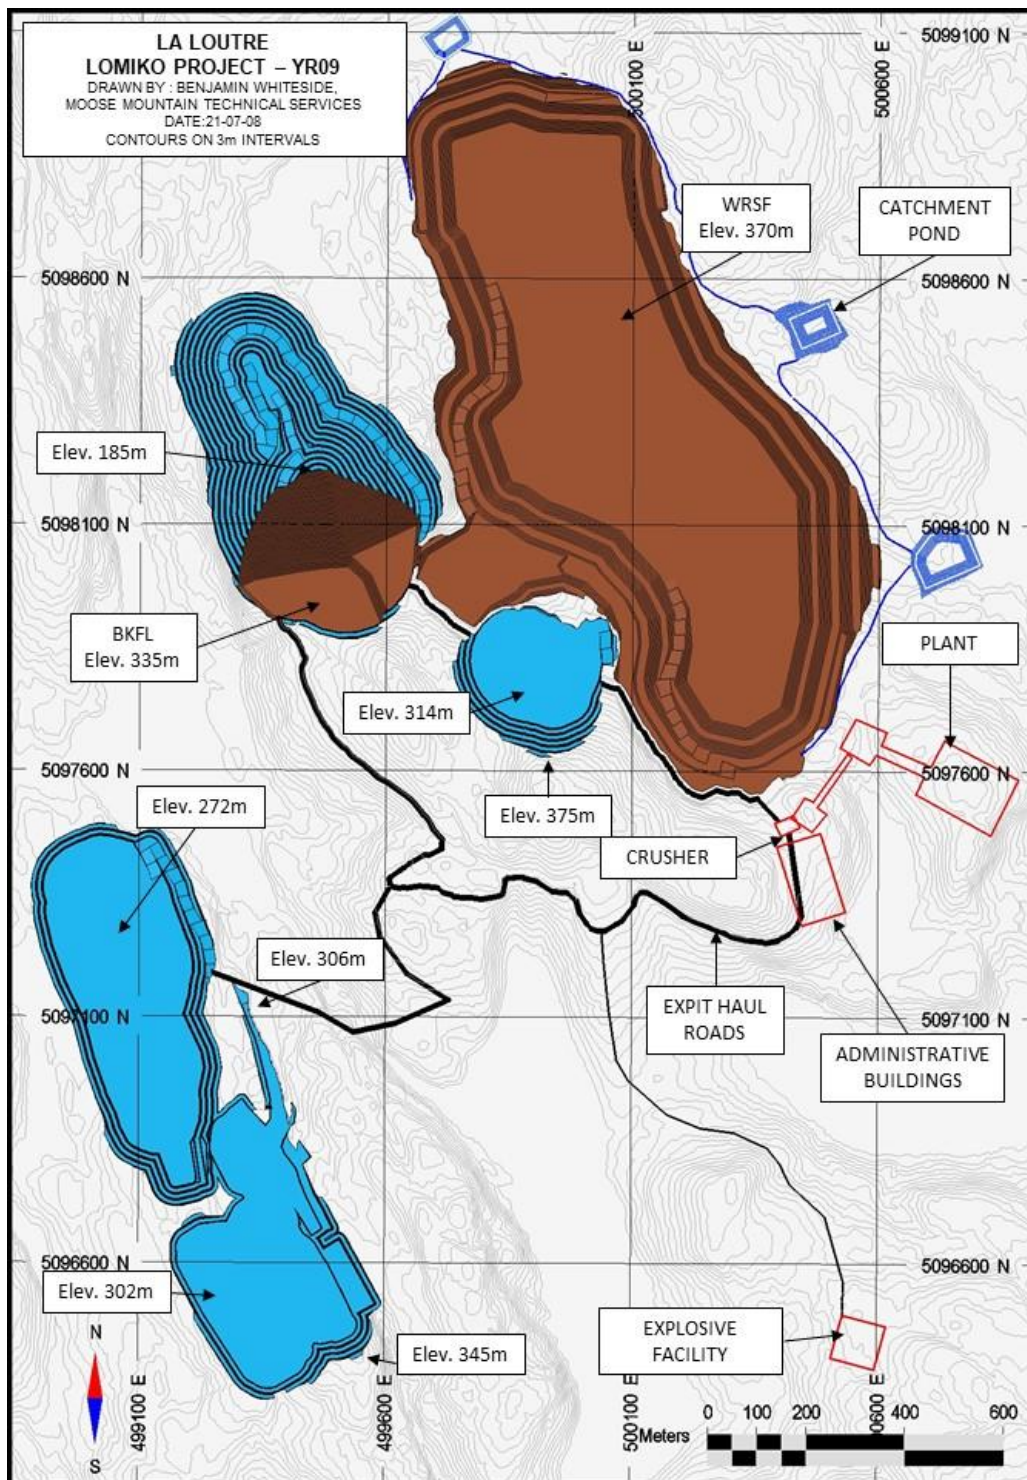 LA LOUTRE
LOMIKO PROJECT – YR09
DRAWN BY : BENJAMIN WHITESIDE,
MOOSE MOUNTAIN TECHNICAL SERVICES
DATE:21-07-08
CONTOURS ON 3m INTERVALS
500100 E
500600 E
5099100 N
WRSF
Elev. 370m
CATCHMENT
POND
5098600 N
5098600 N
Elev. 185m
5098100 N
5098100 N
BKFL
Elev. 335m
PLANT
Elev. 314m
5097600 N
5097600 N
Elev. 272m
Elev. 375m
CRUSHER
Elev. 306m
EXPIT HAUL
ROADS
5097100 N
5097100 N
ADMINISTRATIVE
BUILDINGS
5096600 N
5096600 N
Elev. 302m
EXPLOSIVE
FACILITY
Elev. 345m
N
S
499100 E
499600 E
500100 E
500600 E
Meters
0 100 200 400 600